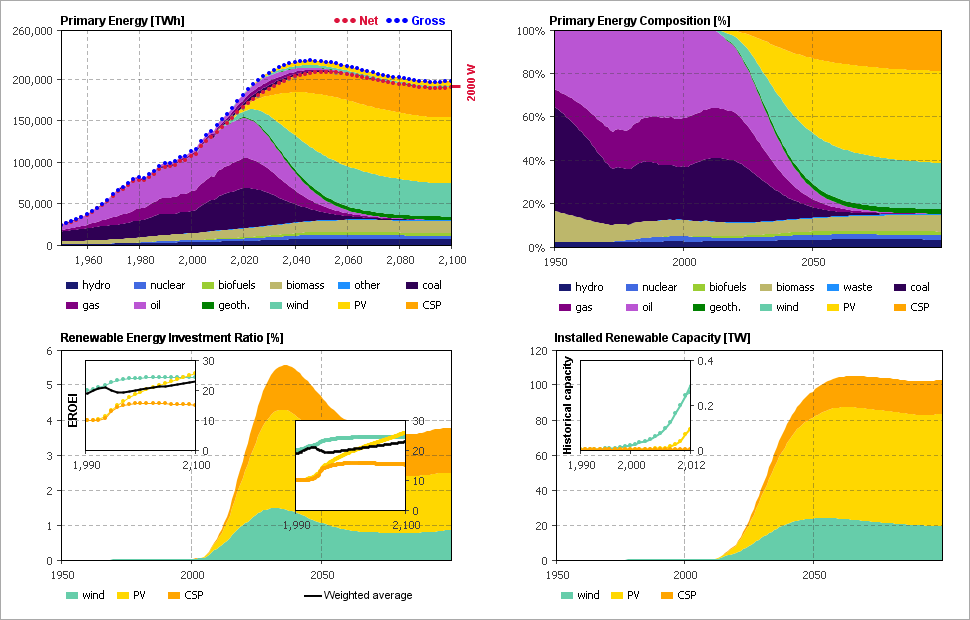 Primary Energy [TWh]
Net
Gross
260,000
200,000
150,000
100,000
50,000
0
1,960
1,980
2,000
2,020
2,040
2,060
2,080
2,100
2000 W
hydro
nuclear
biofuels
biomass
other
coal
gas
oil
geoth.
wind
PV
CSP
Primary Energy Composition [%]
100%
80%
60%
40%
20%
0%
1950
2000
2050
hydro
nuclear
biofuels
biomass
waste
coal
gas
oil
geoth.
wind
PV
CSP
Renewable Energy Investment Ratio [%]
6
5
4
3
2
1
0
1950
2000
2050
EROEI
30
20
10
0
1,990
2,100
30
20
10
0
1,990
2,100
wind
PV
CSP
Weighted average
Installed Renewable Capacity [TW]
120
100
80
60
40
20
0
1950
2000
2050
Historical capacity
0.4
0.2
0
1,990
2,000
2,012
wind
PV
CSP